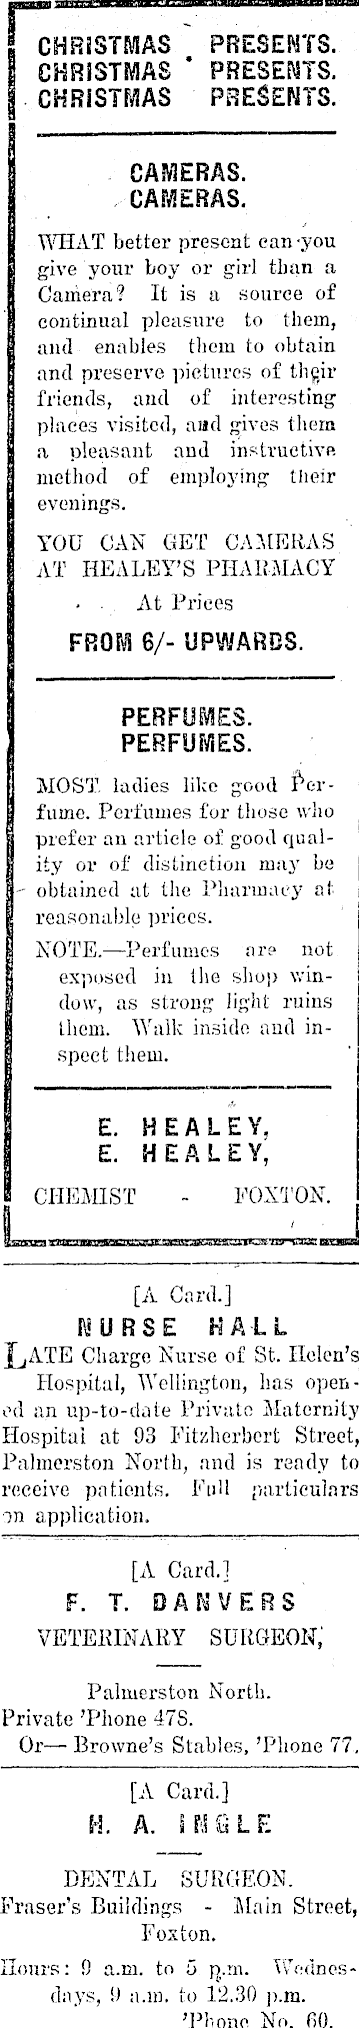 CHRISTMAS PRESENTS.
CHRISTMAS PRESENTS.
CHRISTMAS PRESENTS.
CAMERAS.
CAMERAS.
WHAT better present can you
give your boy or girl than a
Camera? It is a source of
continual pleasure to them,
and enables them to obtain
and preserve pictures of their
friends, and of interesting
places visited, and gives them
a pleasant and instructive
method of employing their
evenings.
YOU CAN GET CAMERAS
AT HEALEY'S PHARMACY
At Prices
FROM 6/- UPWARDS.
PERFUMES.
PERFUMES.
MOST ladies like good Per-
fume. Perfumes for those who
prefer an article of good qual-
ity or of distinction may be
obtained at the Pharmacy at
reasonable prices.
NOTE.—Perfumes are not
exposed in the shop win-
dow, as strong light ruins
them. Walk inside and in-
spect them.
E. HEALEY,
E. HEALEY,
CHEMIST - FOXTON.
[A Card.]
NURSE HALL
LATE Charge Nurse of St. Helen's
Hospital, Wellington, has open-
ed an up-to-date Private Maternity
Hospital at 93 Fitzherbert Street,
Palmerston North, and is ready to
receive patients. Full particulars
on application.
[A Card.]
F. T. DANVERS
VETERINARY SURGEON,
Palmerston North.
Private 'Phone 478.
Or— Browne's Stables, 'Phone 77.
[A Card.]
H. A. INGLE
DENTAL SURGEON.
Fraser's Buildings - Main Street,
Foxton.
Hours: 9 a.m. to 5 p.m. Wednes-
days, 9 a.m. to 12.30 p.m.
'Phone No. 60.